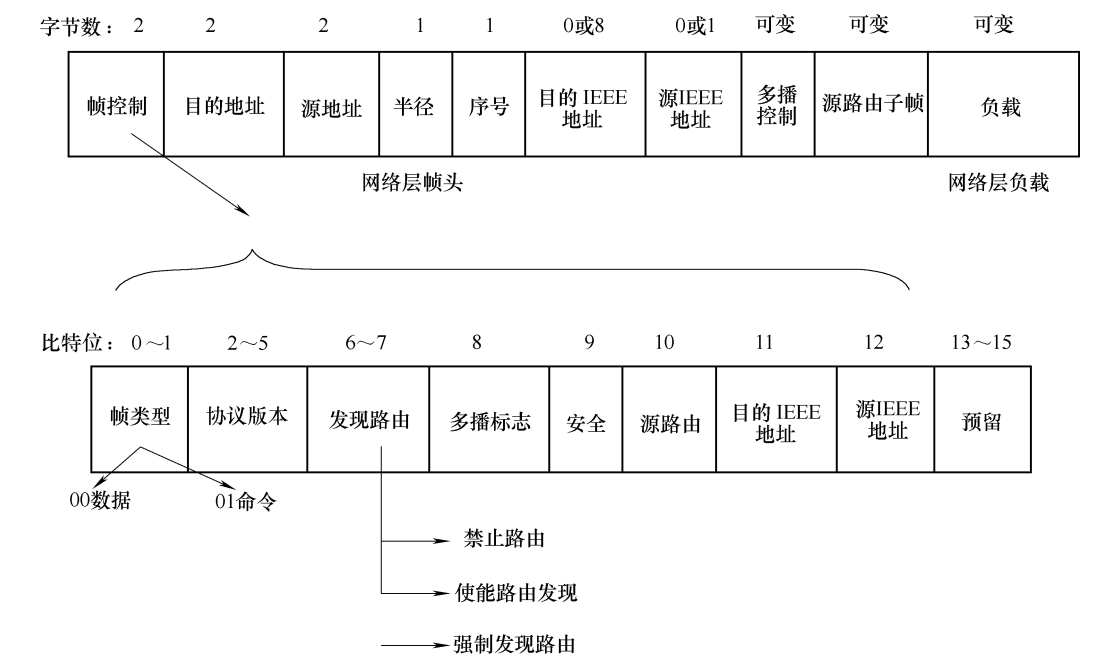 字节数： 2 2 2 1 1 0或8 0或1 可变 可变 可变
帧控制 目的地址 源地址 半径 序号 目的 IEEE 地址 源IEEE 地址 多播 控制 源路由子帧 负载
网络层帧头 网络层负载
比特位： 0～1 2～5 6～7 8 9 10 11 12 13～15
帧类型 协议版本 发现路由 多播标志 安全 源路由 目的 IEEE 地址 源IEEE 地址 预留
00数据 01命令
禁止路由
使能路由发现
强制发现路由